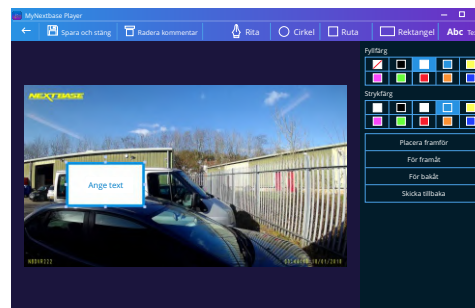 MyNextbase Player
Spara och stäng
Radera kommentar
Rita
Cirkel
Ruta
Rektangel
Abc
Fyllfärg
Strykfärg
Placera framför
För framåt
För bakåt
Skicka tillbaka
NEXTBASE
Ange text